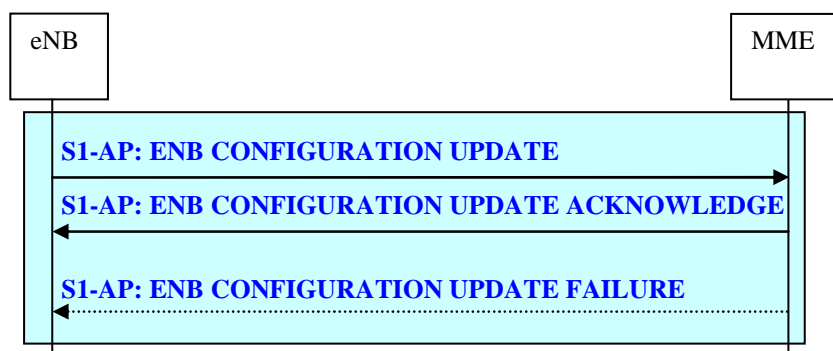 eNB
MME
S1-AP: ENB CONFIGURATION UPDATE
S1-AP: ENB CONFIGURATION UPDATE ACKNOWLEDGE
S1-AP: ENB CONFIGURATION UPDATE FAILURE